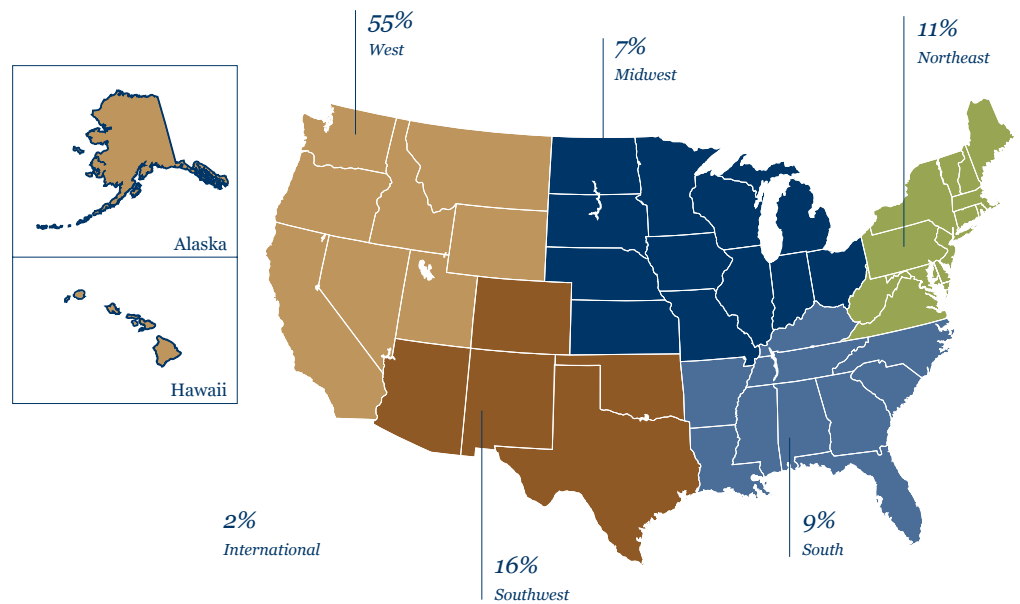 55%
West
7%
Midwest
11%
Northeast
Alaska
Hawaii
2%
International
16%
Southwest
9%
South